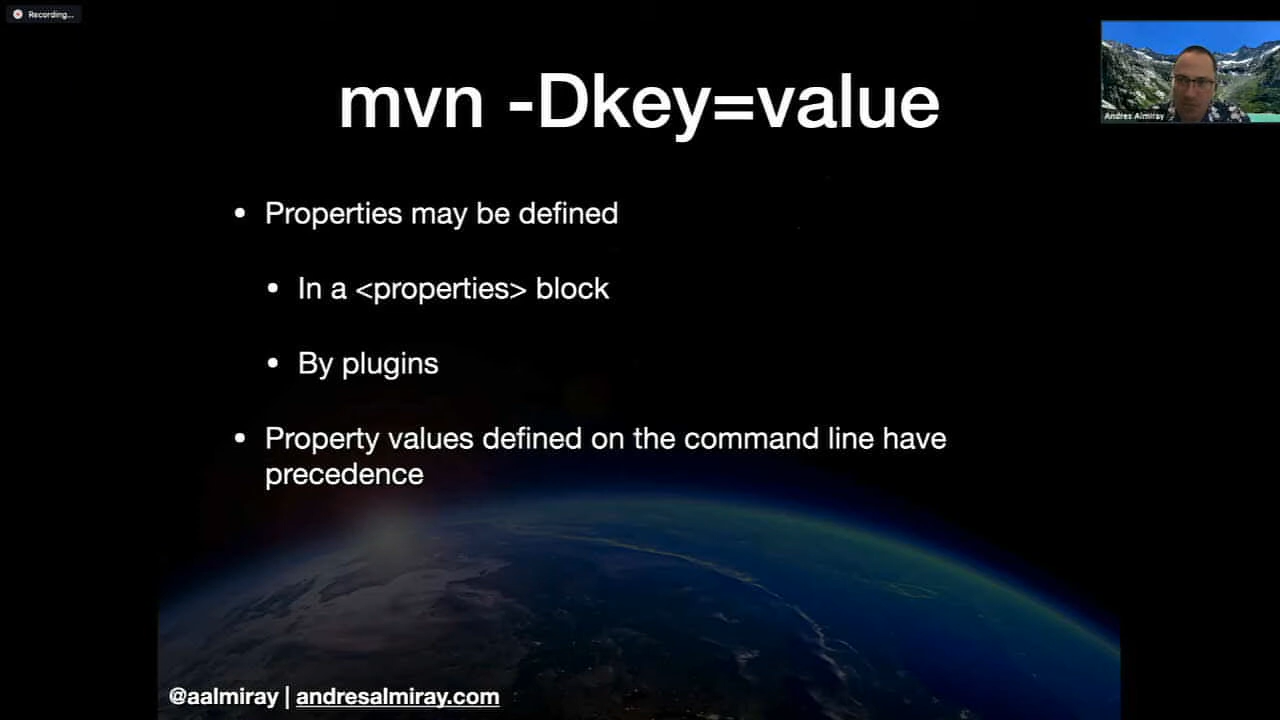 Recording...
mvn -Dkey=value
Andres Almiray
• Properties may be defined
• In a <properties> block
• By plugins
• Property values defined on the command line have
precedence
@aalmiray | andresalmiray.com